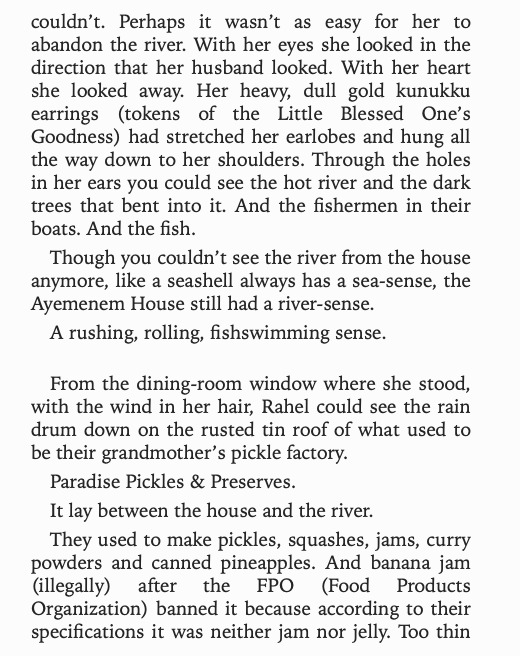 couldn't. Perhaps it wasn't as easy for her to
abandon the river. With her eyes she looked in the
direction that her husband looked. With her heart
she looked away. Her heavy, dull gold kunukku
earrings (tokens of the Little Blessed One's
Goodness) had stretched her earlobes and hung all
the way down to her shoulders. Through the holes
in her ears you could see the hot river and the dark
trees that bent into it. And the fishermen in their
boats. And the fish.
Though you couldn't see the river from the house
anymore, like a seashell always has a sea-sense, the
Ayemenem House still had a river-sense.
A rushing, rolling, fishswimming sense.
From the dining-room window where she stood,
with the wind in her hair, Rahel could see the rain
drum down on the rusted tin roof of what used to
be their grandmother's pickle factory.
Paradise Pickles & Preserves.
It lay between the house and the river.
They used to make pickles, squashes, jams, curry
powders and canned pineapples. And banana jam
(illegally) after the FPO (Food Products
Organization) banned it because according to their
specifications it was neither jam nor jelly. Too thin